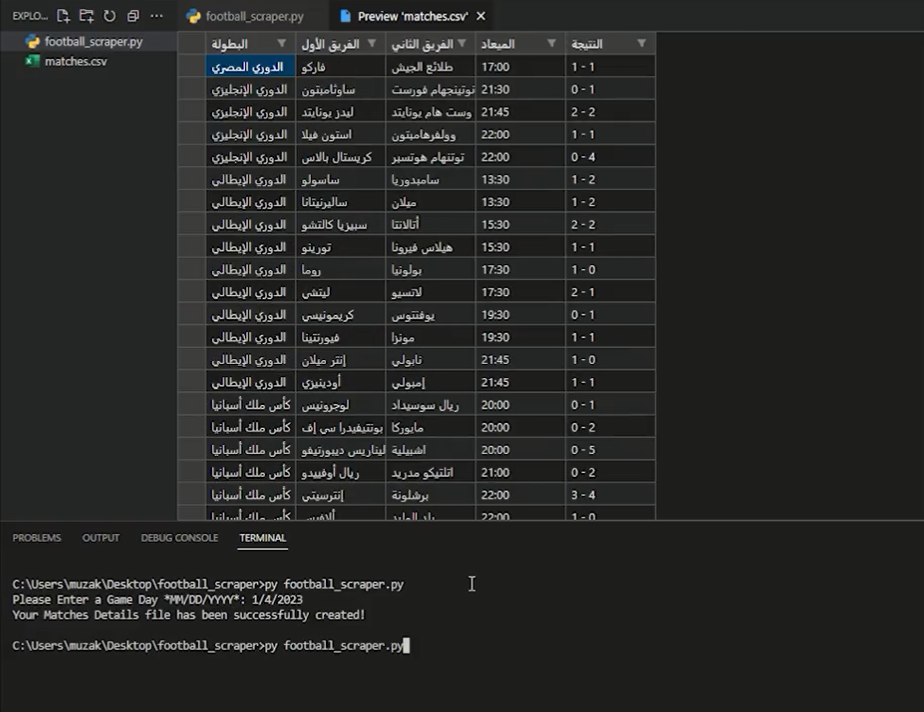 EXPLO...
football_scraper.py
Preview 'matches.csv'
football_scraper.py
matches.csv
البطولة الفريق الأول الفريق الثاني الميعاد النتيجة
الدوري المصري فاركو طلائع الجيش 17:00 1 - 1
الدوري الإنجليزي ساوثامبتون نوتينجهام فورست 21:30 0 - 1
الدوري الإنجليزي ليدز يونايتد وست هام يونايتد 21:45 2 - 2
الدوري الإنجليزي استون فيلا وولفرهامبتون 22:00 1 - 1
الدوري الإنجليزي كريستال بالاس توتنهام هوتسبر 22:00 0 - 4
الدوري الإيطالي ساسولو سامبدوريا 13:30 1 - 2
الدوري الإيطالي ساليرنيتانا ميلان 13:30 1 - 2
الدوري الإيطالي سبيزيا كالتشو أتالانتا 15:30 2 - 2
الدوري الإيطالي تورينو هيلاس فيرونا 15:30 1 - 1
الدوري الإيطالي روما بولونيا 17:30 1 - 0
الدوري الإيطالي ليتشي لاتسيو 17:30 2 - 1
الدوري الإيطالي كريمونيسي يوفنتوس 19:30 0 - 1
الدوري الإيطالي فيورنتينا مونزا 19:30 1 - 1
الدوري الإيطالي إنتر ميلان نابولي 21:45 1 - 0
الدوري الإيطالي أودينيزي إمبولي 21:45 1 - 1
كأس ملك أسبانيا لوجرونيس ريال سوسيداد 20:00 0 - 1
كأس ملك أسبانيا بونتيفيدرا سي إف مايوركا 20:00 0 - 2
كأس ملك أسبانيا ليناريس ديبورتيفو اشبيلية 20:00 0 - 5
كأس ملك أسبانيا ريال أوفييدو اتلتيكو مدريد 21:00 0 - 2
كأس ملك أسبانيا إنترسيتي برشلونة 22:00 3 - 4
كأس ملك أسبانيا 22:00 1 - 0
PROBLEMS OUTPUT DEBUG CONSOLE TERMINAL
C:\Users\muzak\Desktop\football_scraper>py football_scraper.py
Please Enter a Game Day *MM/DD/YYYY*: 1/4/2023
Your Matches Details file has been successfully created!
C:\Users\muzak\Desktop\football_scraper>py football_scraper.py